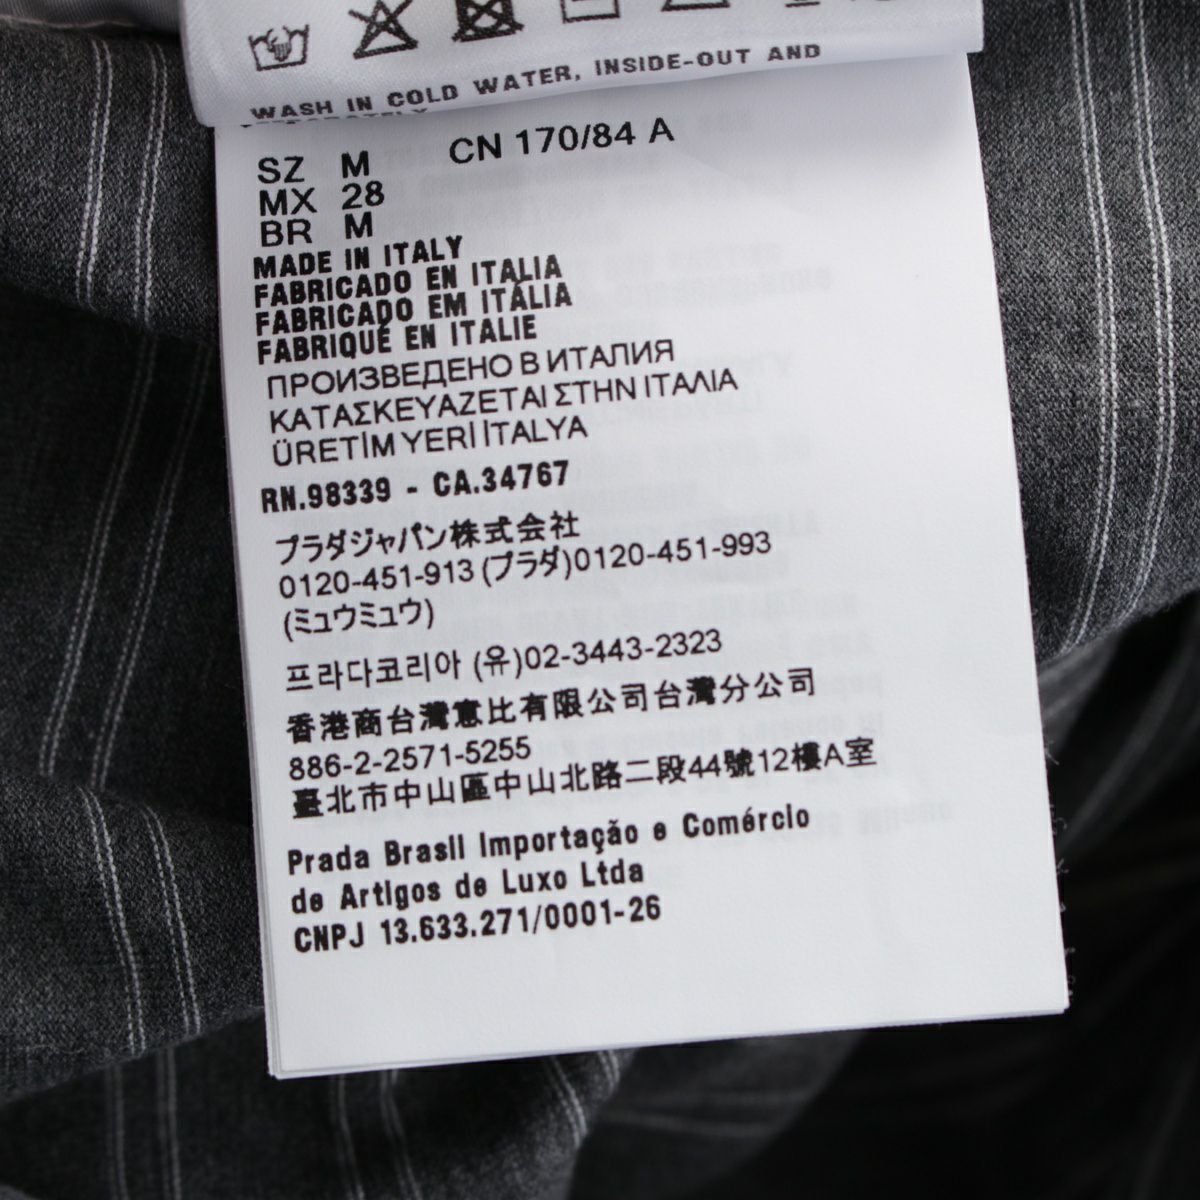 WASH IN COLD WATER, INSIDE-OUT AND
SZ M CN 170/84 A
MX 28
BR M
MADE IN ITALY
FABRICADO EN ITALIA
FABRICADO EM ITÁLIA
FABRIQUÉ EN ITALIE
ПРОИЗВЕДЕНО В ИТАЛИЯ
ΚΑΤΑΣΚΕΥΑΖΕΤΑΙ ΣΤΗΝ ΙΤΑΛΙΑ
ÜRETİM YERİ İTALYA
RN.98339 - CA.34767
プラダジャパン株式会社
0120-451-913 (プラダ)0120-451-993
(ミュウミュウ)
프라다코리아 (유)02-3443-2323
香港商台灣意比有限公司台灣分公司
886-2-2571-5255
臺北市中山區中山北路二段44號12樓A室
Prada Brasil Importação e Comércio
de Artigos de Luxo Ltda
CNPJ 13.633.271/0001-26